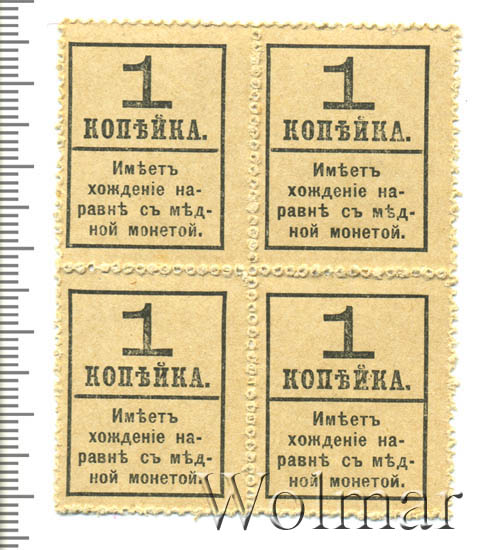 1
КОПѢЙКА.
Имѣетъ
хожденіе на-
равнѣ съ мѣд-
ной монетой.
1
КОПѢЙКА.
Имѣетъ
хожденіе на-
равнѣ съ мѣд-
ной монетой.
1
КОПѢЙКА.
Имѣетъ
хожденіе на-
равнѣ съ мѣд-
ной монетой.
1
КОПѢЙКА.
Имѣетъ
хожденіе на-
равнѣ съ мѣд-
ной монетой.
Wolmar